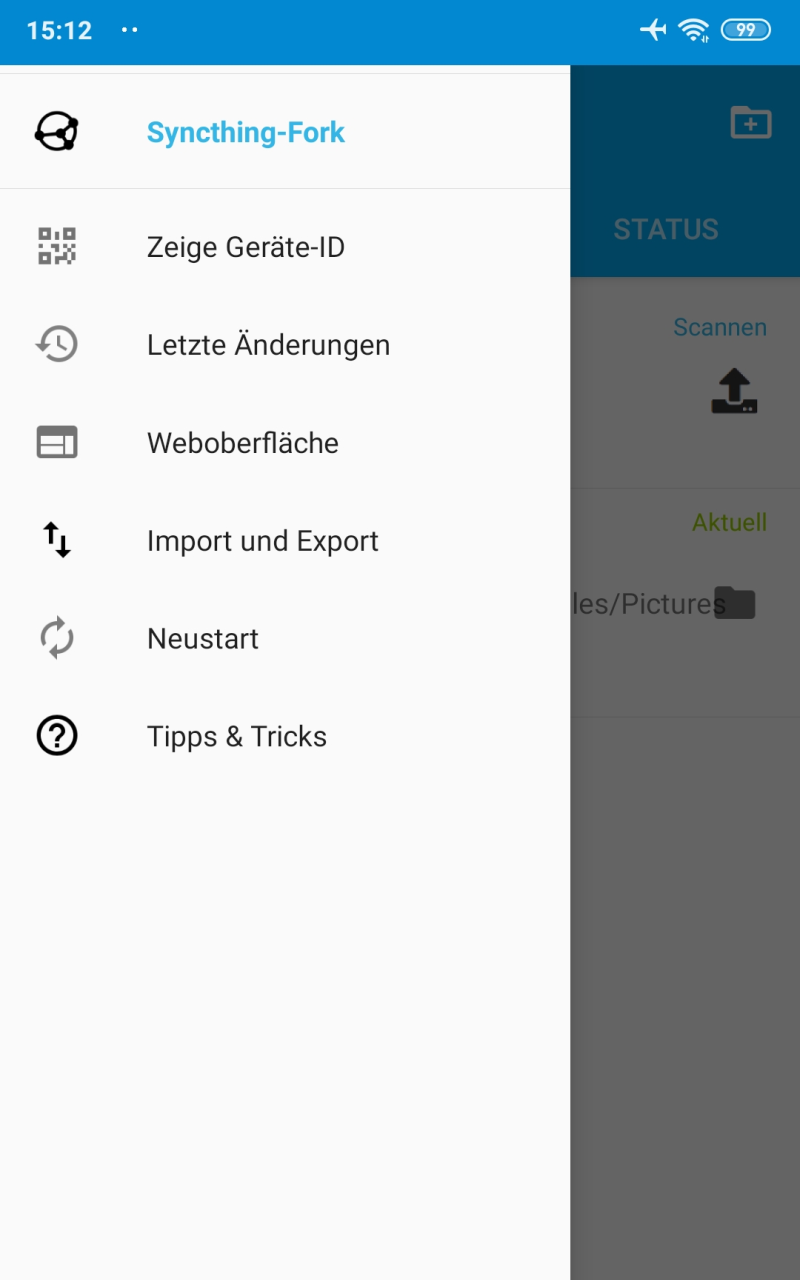 15:12
99
Syncthing-Fork
STATUS
Zeige Geräte-ID
Scannen
Letzte Änderungen
Weboberfläche
Aktuell
Import und Export
les/Pictures
Neustart
Tipps & Tricks